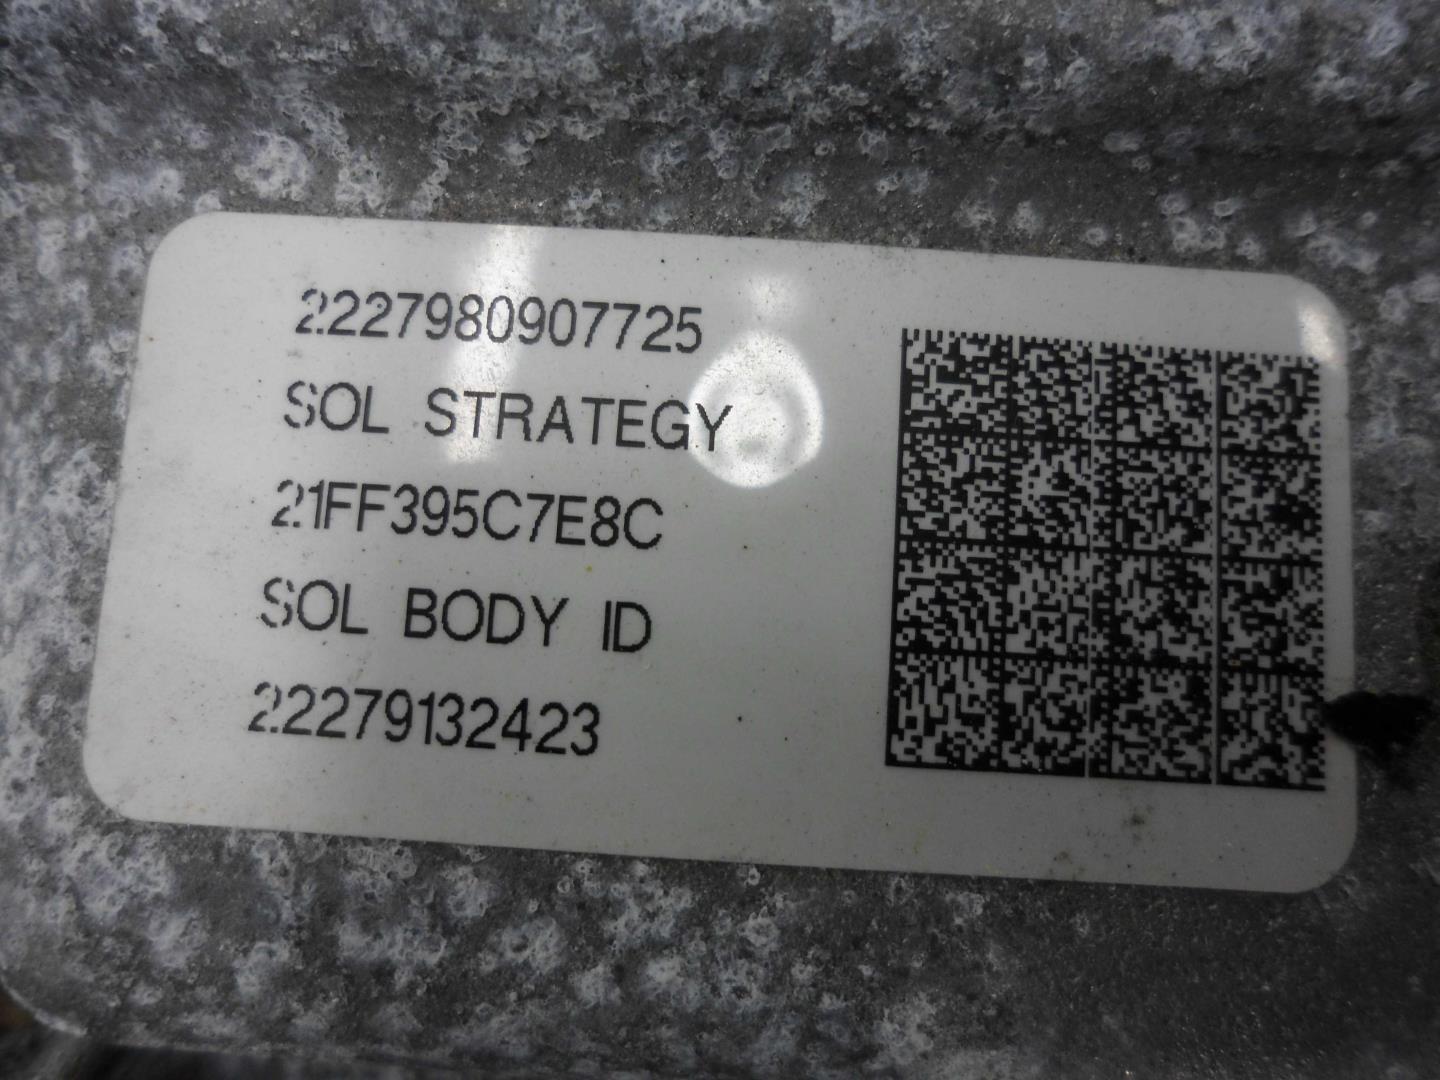 2227980907725
SOL STRATEGY
21FF395C7E8C
SOL BODY ID
22279132423